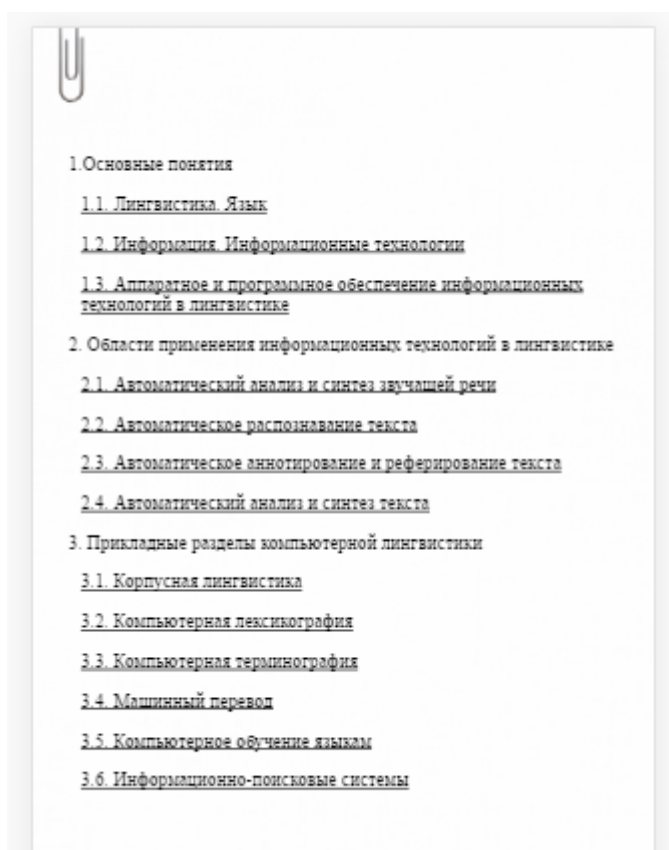 1.Основные понятия
1.1. Лингвистика. Язык
1.2. Информация. Информационные технологии
1.3. Аппаратное и программное обеспечение информационных
технологий в лингвистике
2. Области применения информационных технологий в лингвистике
2.1. Автоматический анализ и синтез звучащей речи
2.2. Автоматическое распознавание текста
2.3. Автоматическое аннотирование и реферирование текста
2.4. Автоматический анализ и синтез текста
3. Прикладные разделы компьютерной лингвистики
3.1. Корпусная лингвистика
3.2. Компьютерная лексикография
3.3. Компьютерная терминография
3.4. Машинный перевод
3.5. Компьютерное обучение языкам
3.6. Информационно-поисковые системы